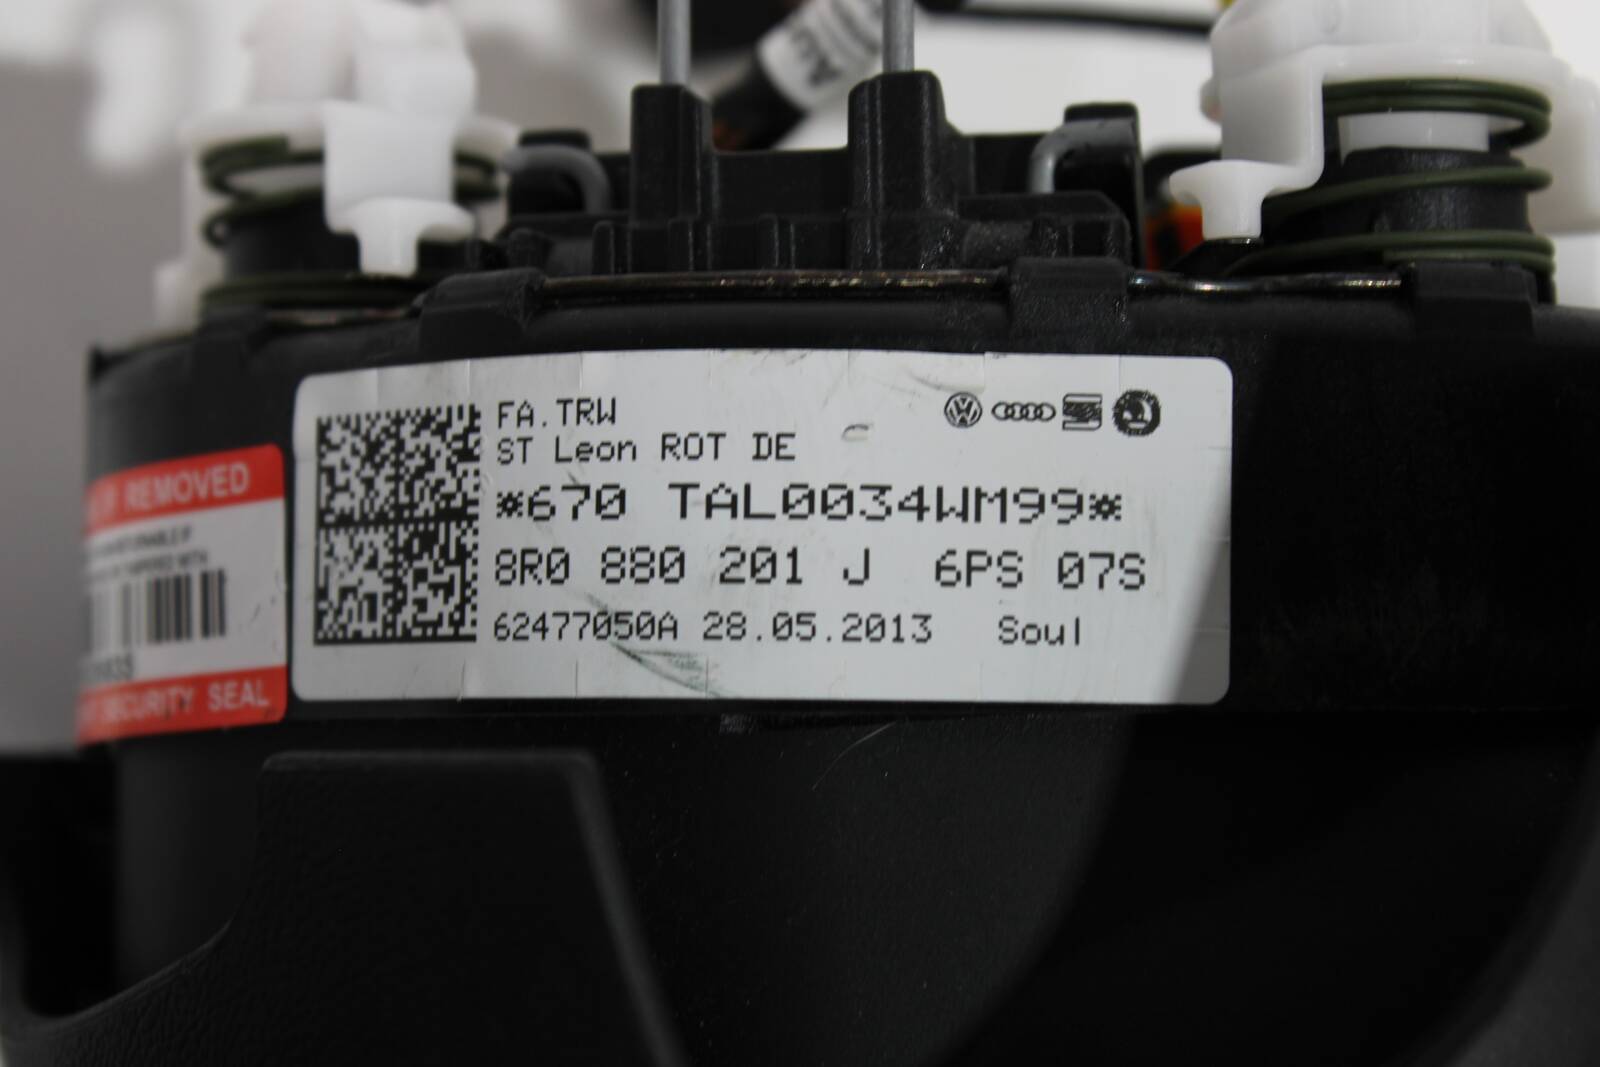 FA.TRW
ST Leon ROT DE
*670 TAL0034WM99*
8R0 880 201 J 6PS 07S
62477050A 28.05.2013 Soul
IF REMOVED
SECURITY SEAL